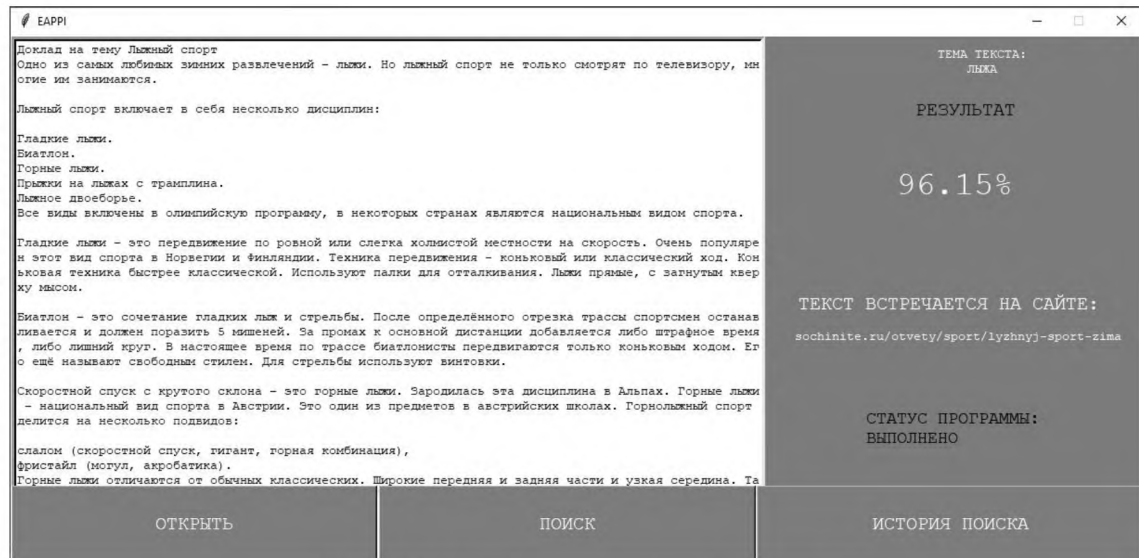 EAPPI
Доклад на тему Лыжный спорт
Одно из самых любимых зимних развлечений - лыжи. Но лыжный спорт не только смотрят по телевизору, мн
огие им занимаются.
Лыжный спорт включает в себя несколько дисциплин:
Гладкие лыжи.
Биатлон.
Горные лыжи.
Прыжки на лыжах с трамплина.
Лыжное двоеборье.
Все виды включены в олимпийскую программу, в некоторых странах являются национальным видом спорта.
Гладкие лыжи - это передвижение по ровной или слегка холмистой местности на скорость. Очень популяре
н этот вид спорта в Норвегии и Финляндии. Техника передвижения - коньковый или классический ход. Кон
ьковая техника быстрее классической. Используют палки для отталкивания. Лыжи прямые, с загнутым квер
ху мысом.
Биатлон - это сочетание гладких лыж и стрельбы. После определённого отрезка трассы спортсмен останав
ливается и должен поразить 5 мишеней. За промах к основной дистанции добавляется либо штрафное время
, либо лишний круг. В настоящее время по трассе биатлонисты передвигаются только коньковым ходом. Ег
о ещё называют свободным стилем. Для стрельбы используют винтовки.
Скоростной спуск с крутого склона - это горные лыжи. Зародилась эта дисциплина в Альпах. Горные лыжи
- национальный вид спорта в Австрии. Это один из предметов в австрийских школах. Горнолыжный спорт
делится на несколько подвидов:
слалом (скоростной спуск, гигант, горная комбинация),
фристайл (могул, акробатика).
Горные лыжи отличаются от обычных классических. Широкие передняя и задняя части и узкая середина. Та
ТЕМА ТЕКСТА:
ЛЫЖА
РЕЗУЛЬТАТ
96.15%
ТЕКСТ ВСТРЕЧАЕТСЯ НА САЙТЕ:
sochinite.ru/otvety/sport/lyzhnyj-sport-zima
СТАТУС ПРОГРАММЫ:
ВЫПОЛНЕНО
ОТКРЫТЬ
ПОИСК
ИСТОРИЯ ПОИСКА